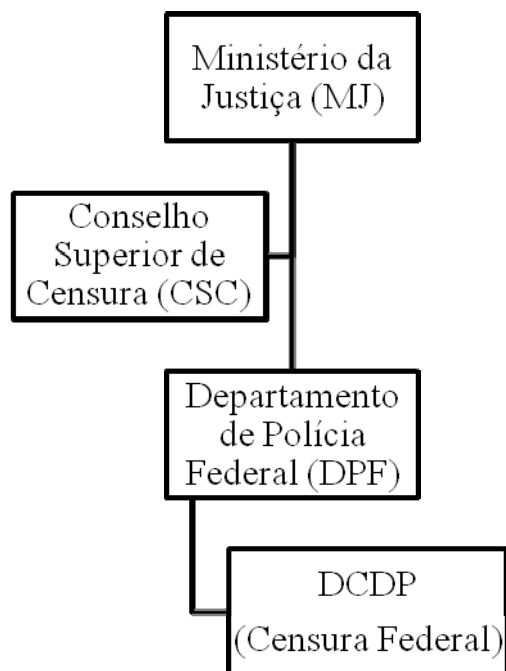 Ministério da
Justiça (MJ)
Conselho
Superior de
Censura (CSC)
Departamento
de Polícia
Federal (DPF)
DCDP
(Censura Federal)